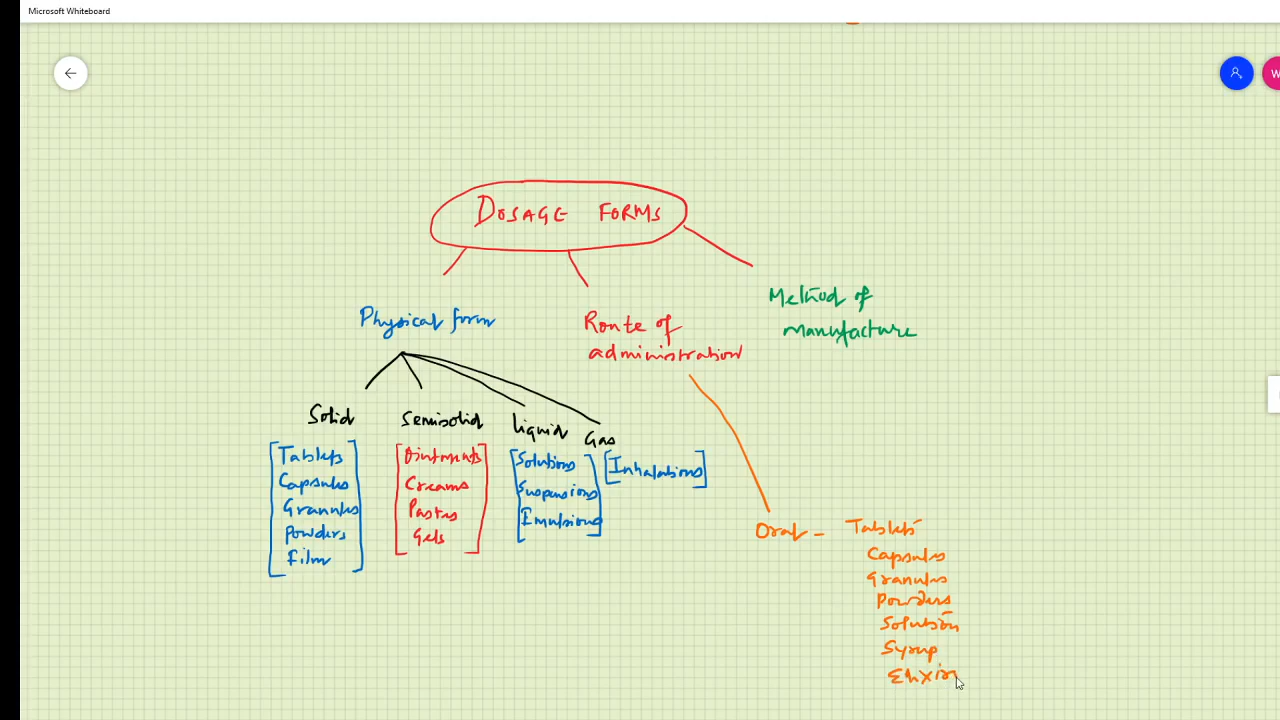 Microsoft Whiteboard
W
DOSAGE FORMS
Physical form
Route of
administration
Method of
manufacture
Solid
Semisolid
Liquid
Gas
Tablets
Capsules
Granules
Powders
Film
Ointments
Creams
Pastes
Gels
Solutions
Suspensions
Emulsions
Inhalations
Oral - Tablets
Capsules
Granules
Powders
Solution
Syrup
Elixir